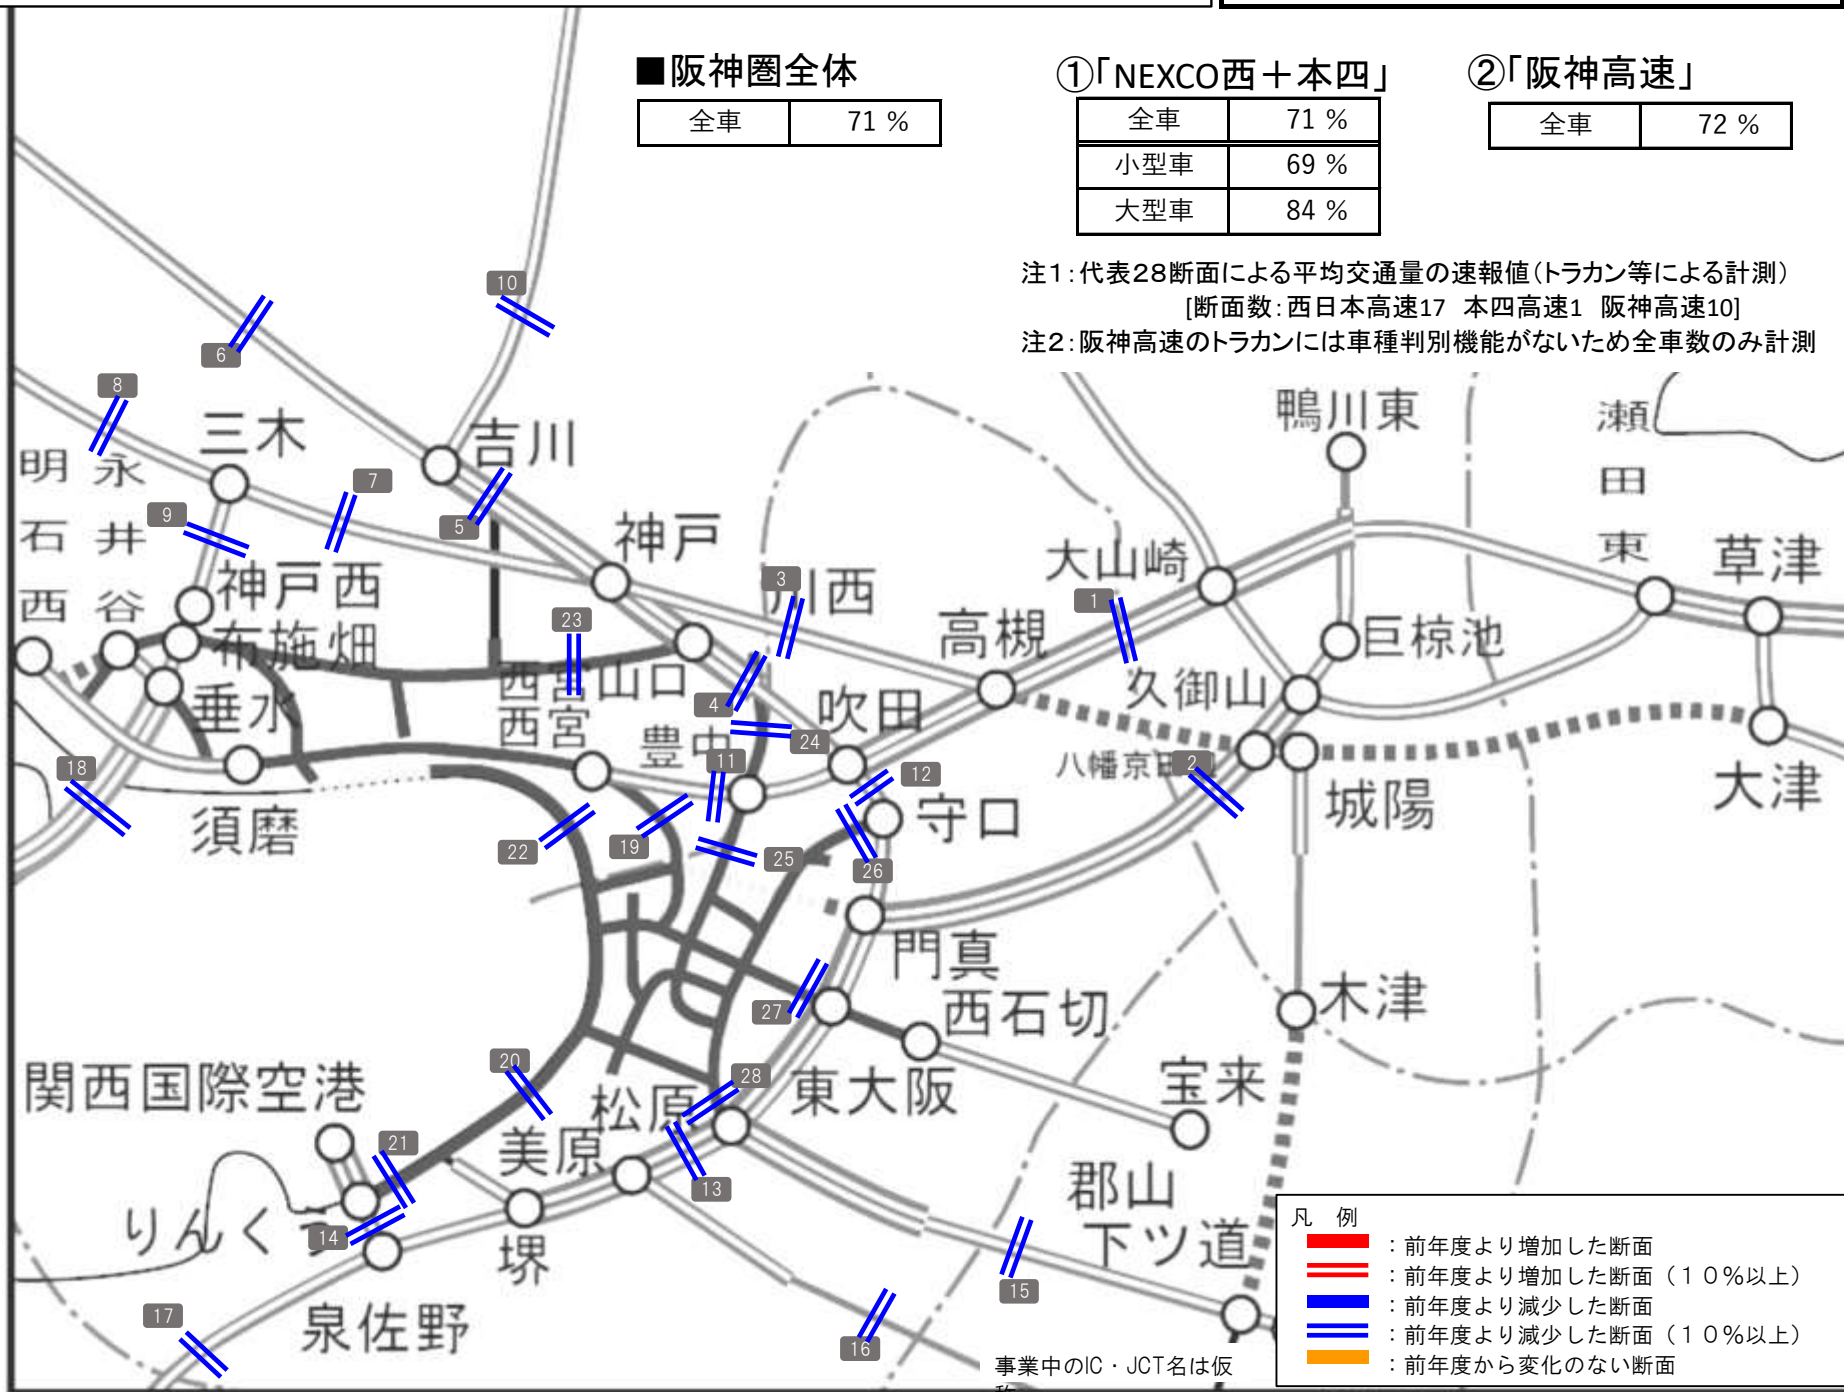 ■阪神圏全体
全車 71 %
①「NEXCO西＋本四」
全車 71 %
小型車 69 %
大型車 84 %
②「阪神高速」
全車 72 %
注1：代表28断面による平均交通量の速報値（トラカン等による計測）
[断面数：西日本高速17 本四高速1 阪神高速10]
注2：阪神高速のトラカンには車種判別機能がないため全車数のみ計測
10
6
8
三木
吉川
鴨川東
瀬田東
明石西
永井谷
7
9
5
神戸
大山崎
草津
神戸西
3
川西
1
高槻
23
布施畑
巨椋池
西宮山口
久御山
4
吹田
垂水
西宮
豊中
24
18
11
12
八幡京田
2
大津
須磨
守口
城陽
22
19
25
26
門真
27
西石切
木津
関西国際空港
20
松原
28
東大阪
宝来
21
美原
13
郡山
下ツ道
りんくう
14
堺
15
17
泉佐野
16
事業中のIC・JCT名は仮
凡 例
：前年度より増加した断面
：前年度より増加した断面（１０％以上）
：前年度より減少した断面
：前年度より減少した断面（１０％以上）
：前年度から変化のない断面